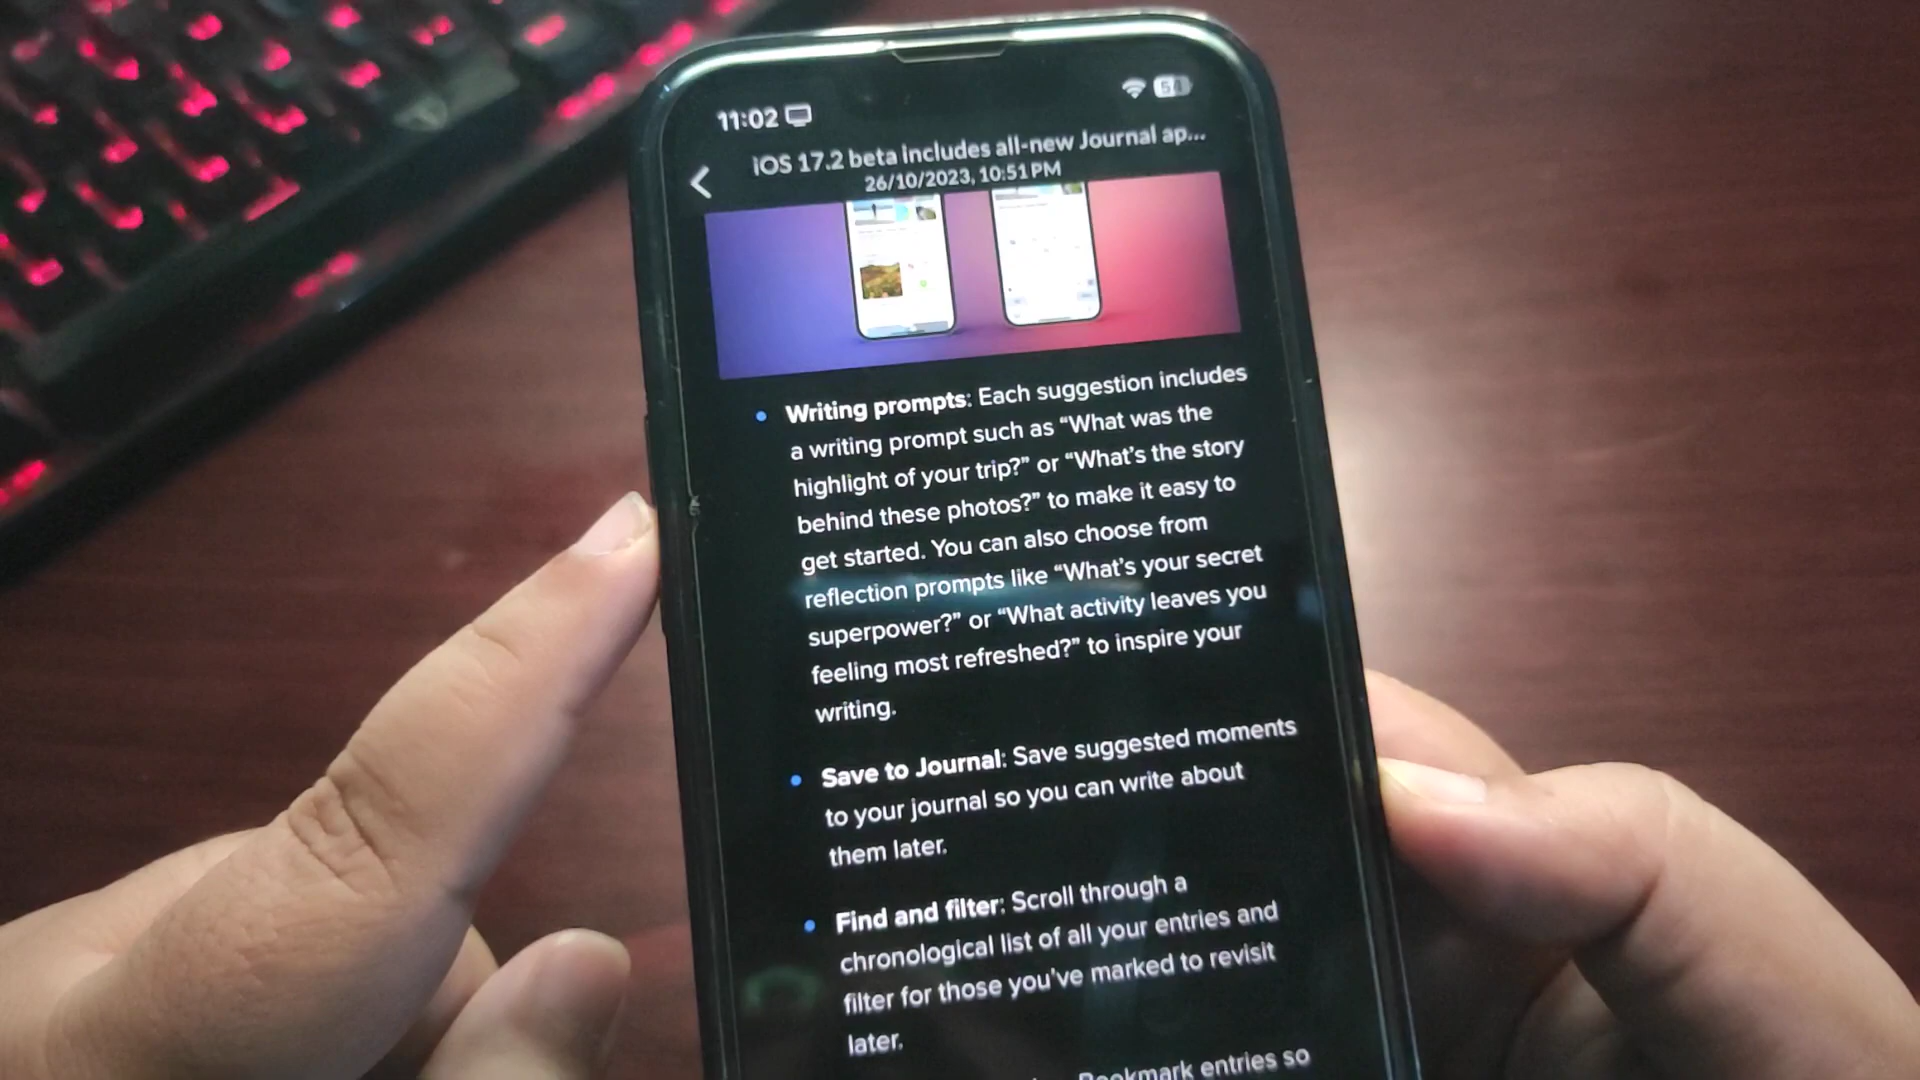 11:02
iOS 17.2 beta includes all-new Journal ap...
26/10/2023, 10:51 PM
Writing prompts: Each suggestion includes
a writing prompt such as “What was the
highlight of your trip?” or “What’s the story
behind these photos?” to make it easy to
get started. You can also choose from
reflection prompts like “What’s your secret
superpower?” or “What activity leaves you
feeling most refreshed?” to inspire your
writing.
Save to Journal: Save suggested moments
to your journal so you can write about
them later.
Find and filter: Scroll through a
chronological list of all your entries and
filter for those you’ve marked to revisit
later.
Bookmark entries so